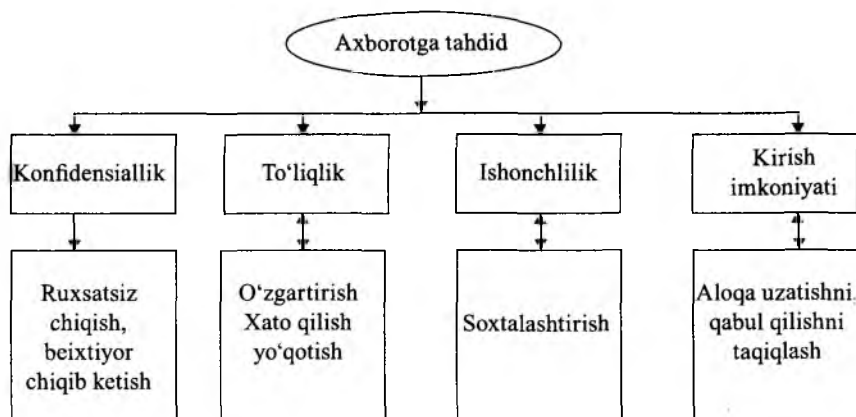 Axborotga tahdid
Konfidensiallik
To‘liqlik
Ishonchlilik
Kirish
imkoniyati
Ruxsatsiz
chiqish,
beixtiyor
chiqib ketish
O‘zgartirish
Xato qilish
yo‘qotish
Soxtalashtirish
Aloqa uzatishni,
qabul qilishni
taqiqlash